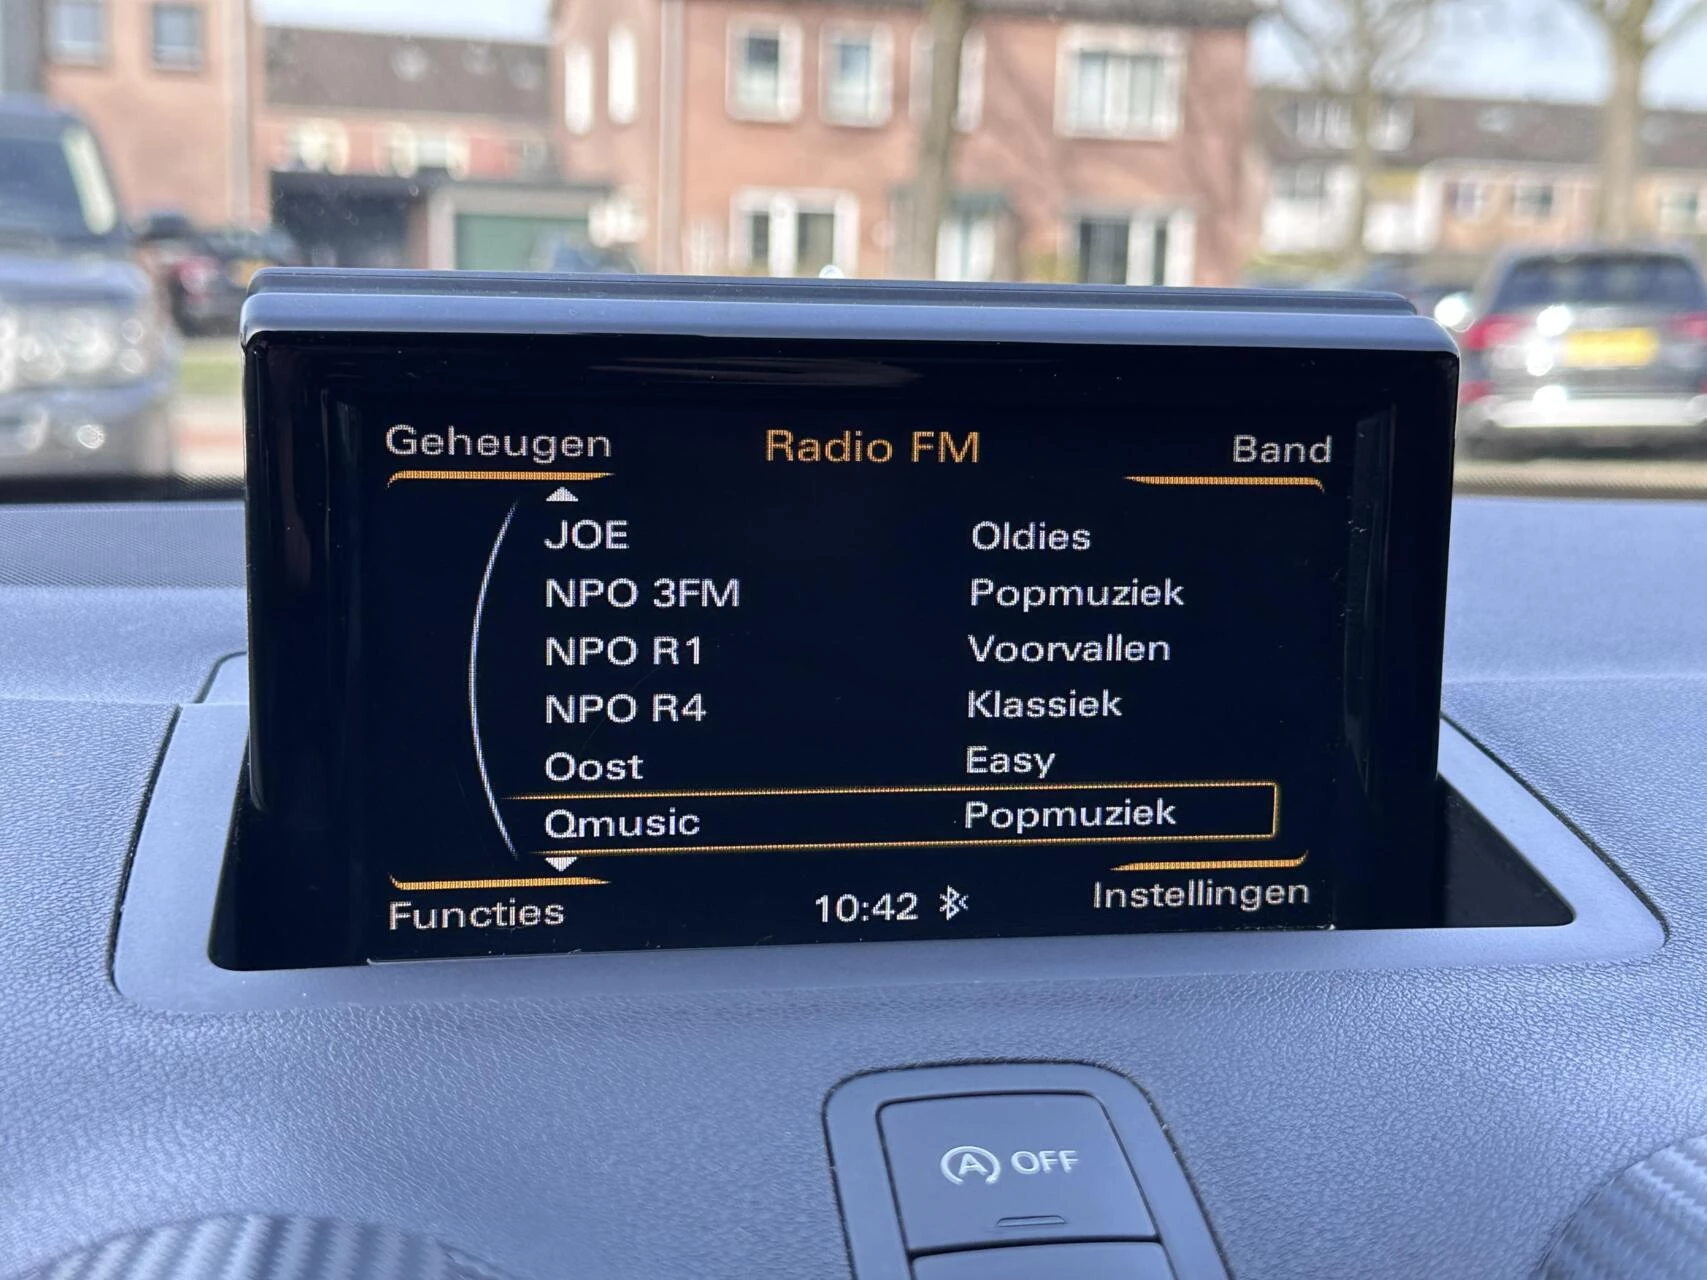 Geheugen Radio FM Band
JOE Oldies
NPO 3FM Popmuziek
NPO R1 Voorvallen
NPO R4 Klassiek
Oost Easy
Qmusic Popmuziek
Functies 10:42 Instellingen
A OFF